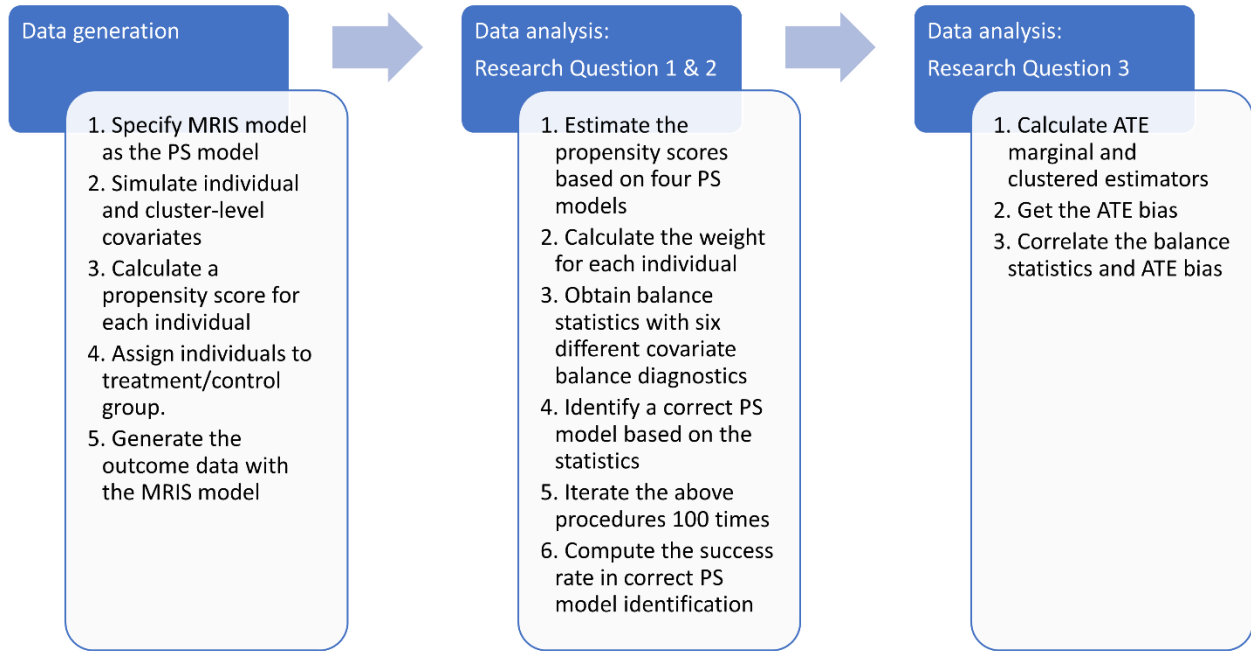 Data generation
1. Specify MRIS model
as the PS model
2. Simulate individual
and cluster-level
covariates
3. Calculate a
propensity score for
each individual
4. Assign individuals to
treatment/control
group.
5. Generate the
outcome data with
the MRIS model
Data analysis:
Research Question 1 & 2
1. Estimate the
propensity scores
based on four PS
models
2. Calculate the weight
for each individual
3. Obtain balance
statistics with six
different covariate
balance diagnostics
4. Identify a correct PS
model based on the
statistics
5. Iterate the above
procedures 100 times
6. Compute the success
rate in correct PS
model identification
Data analysis:
Research Question 3
1. Calculate ATE
marginal and
clustered estimators
2. Get the ATE bias
3. Correlate the balance
statistics and ATE bias